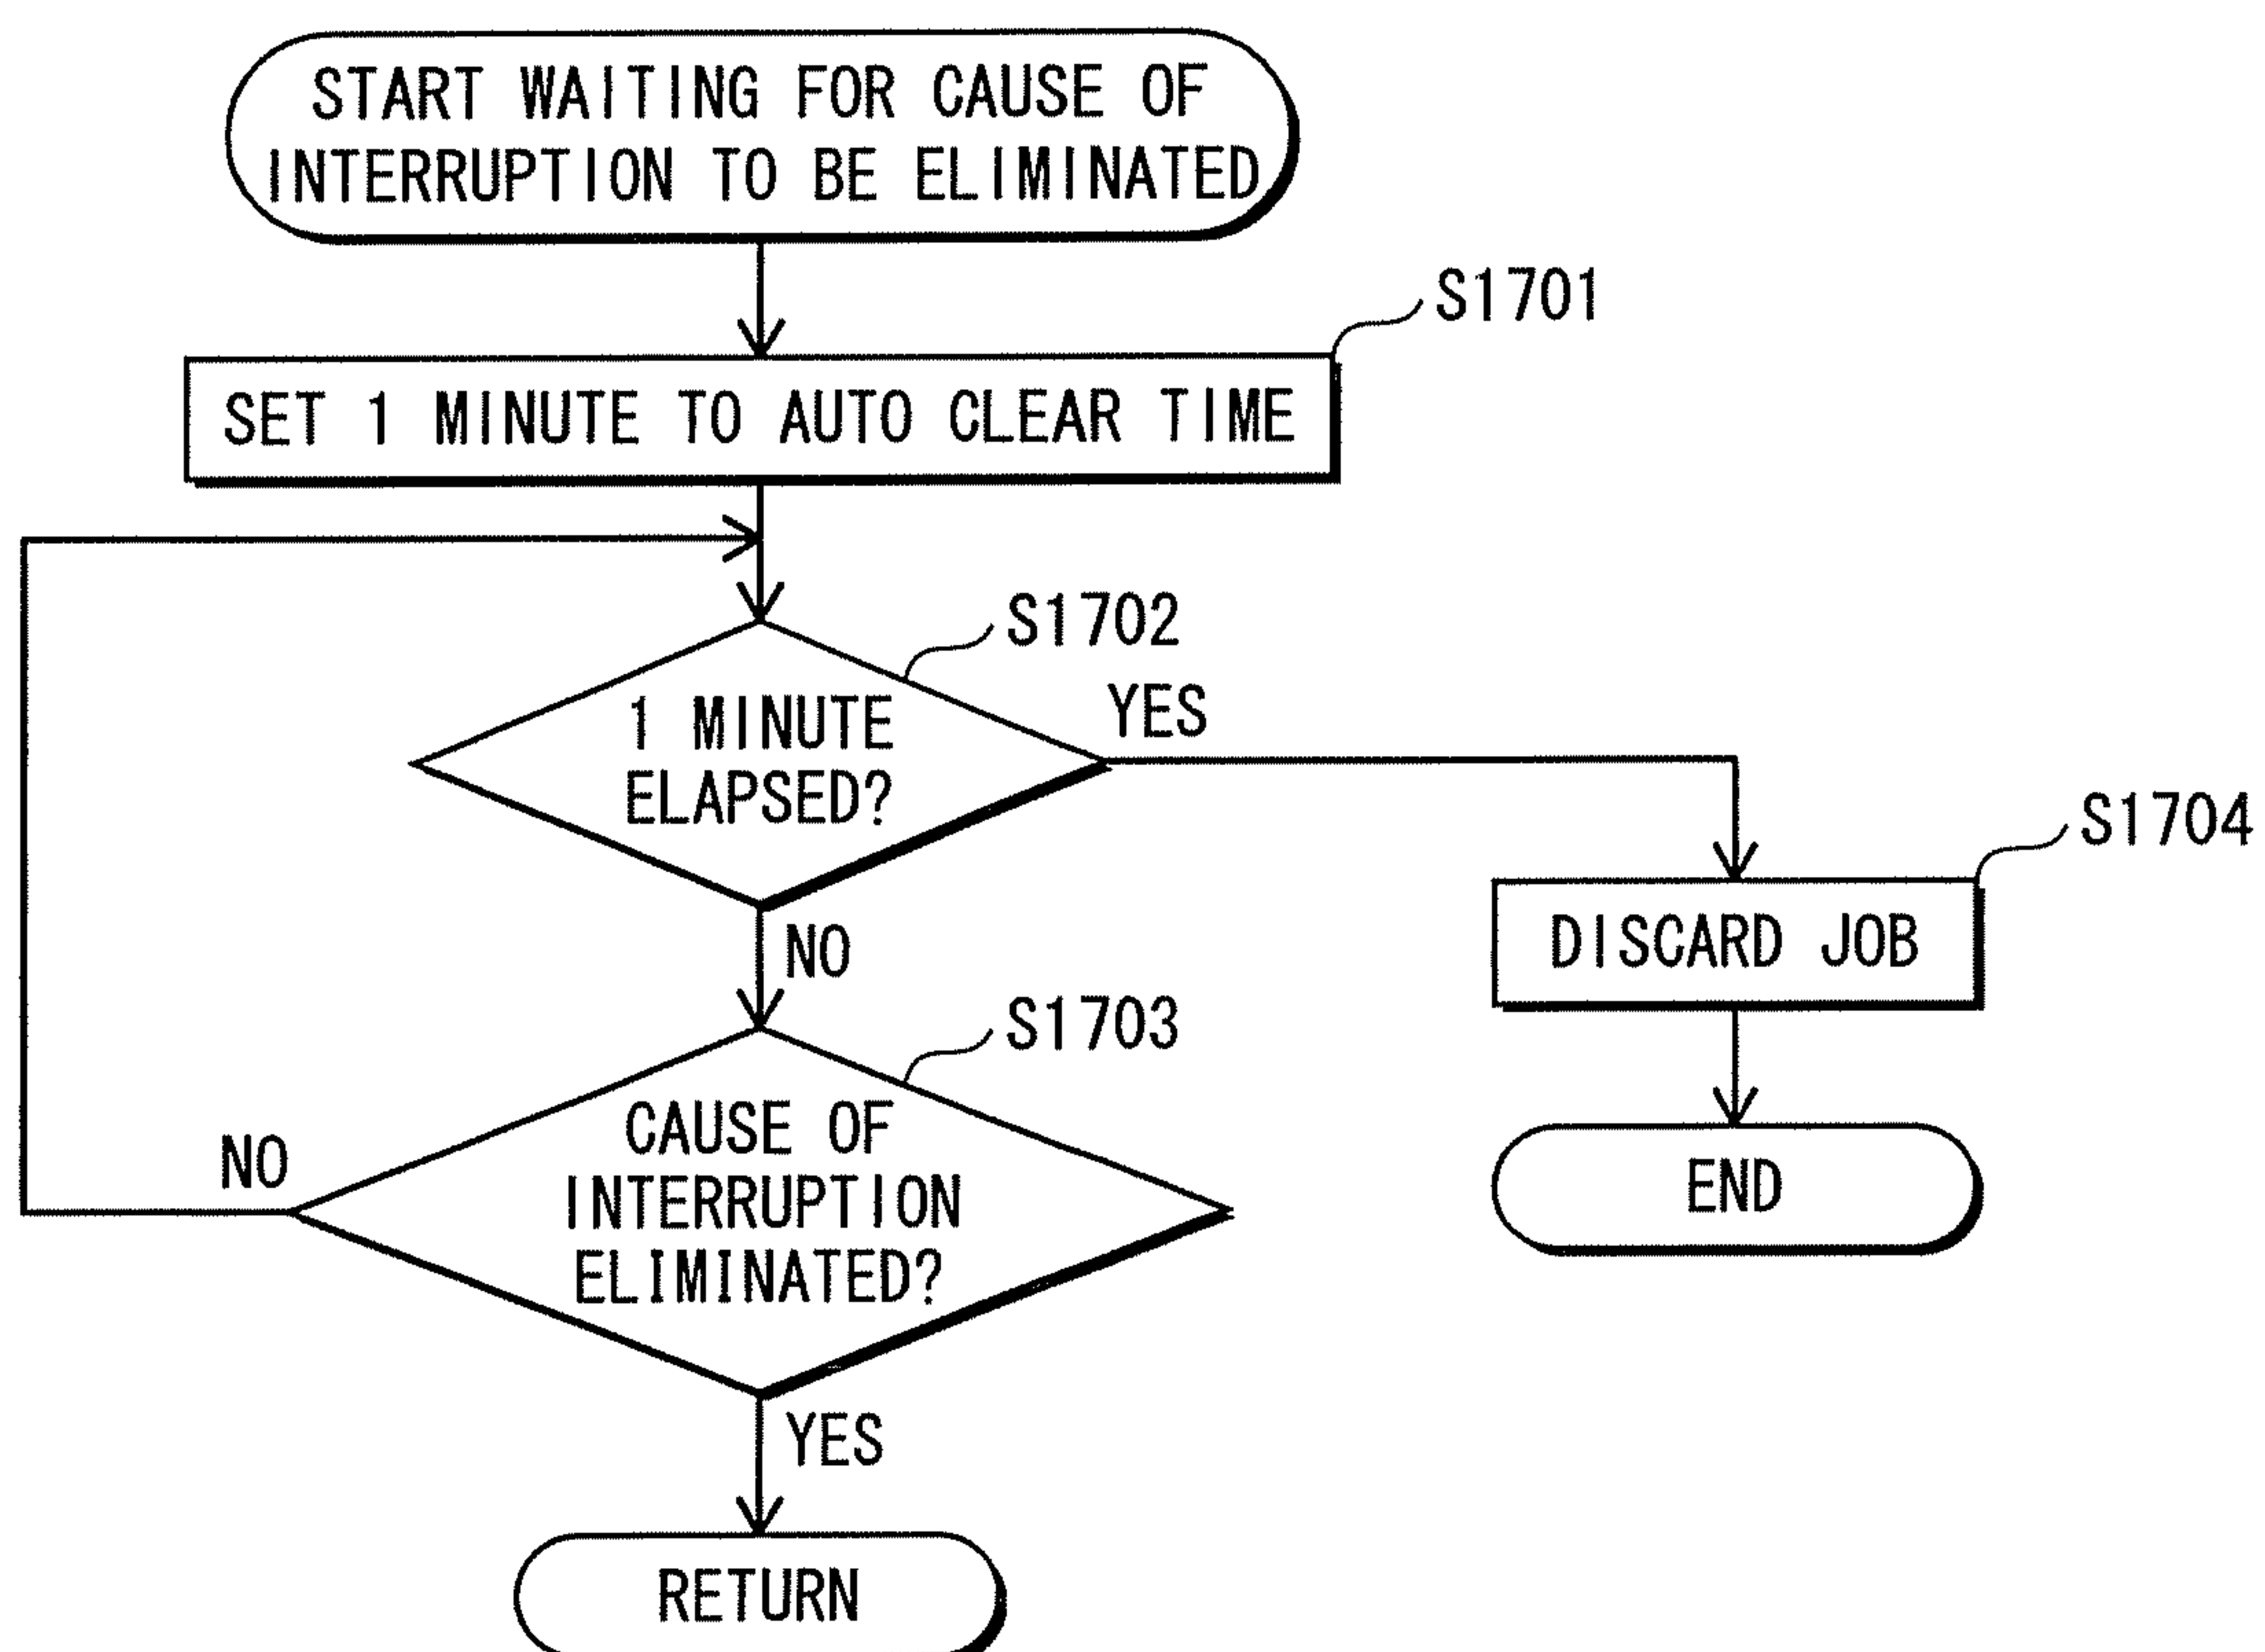 START WAITING FOR CAUSE OF
INTERRUPTION TO BE ELIMINATED
S1701
SET 1 MINUTE TO AUTO CLEAR TIME
S1702
1 MINUTE
ELAPSED?
YES
S1704
DISCARD JOB
NO
S1703
CAUSE OF
INTERRUPTION
ELIMINATED?
NO
END
YES
RETURN